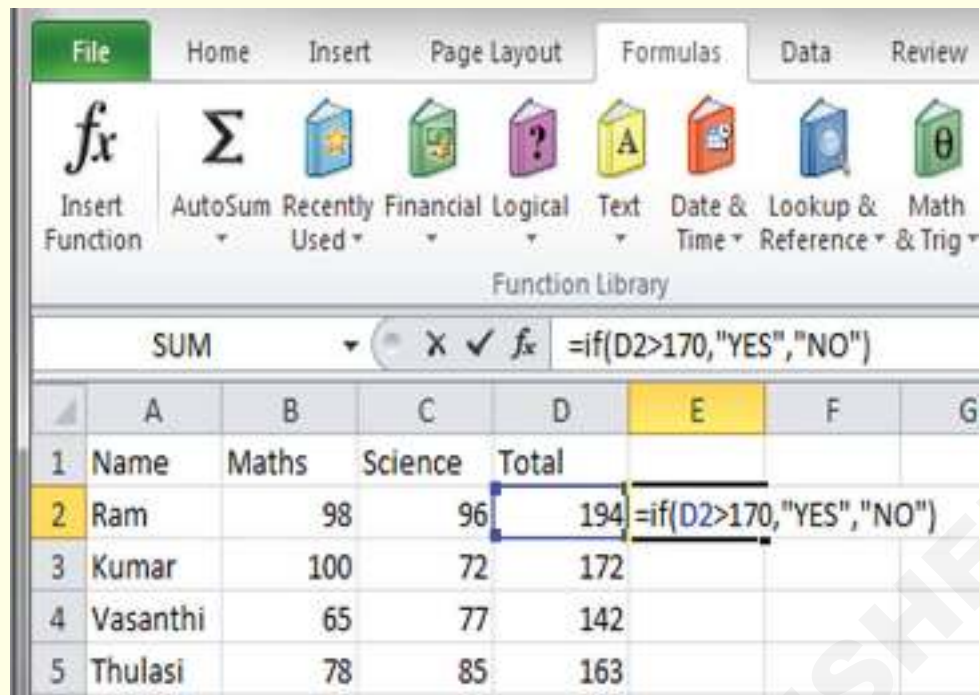 File Home Insert Page Layout Formulas Data Review
fx Σ ? A θ
Insert Function AutoSum Recently Used Financial Logical Text Date & Time Lookup & Reference Math & Trig
Function Library
SUM fx =if(D2>170,"YES","NO")
A B C D E F G
1 Name Maths Science Total
2 Ram 98 96 194 =if(D2>170,"YES","NO")
3 Kumar 100 72 172
4 Vasanthi 65 77 142
5 Thulasi 78 85 163